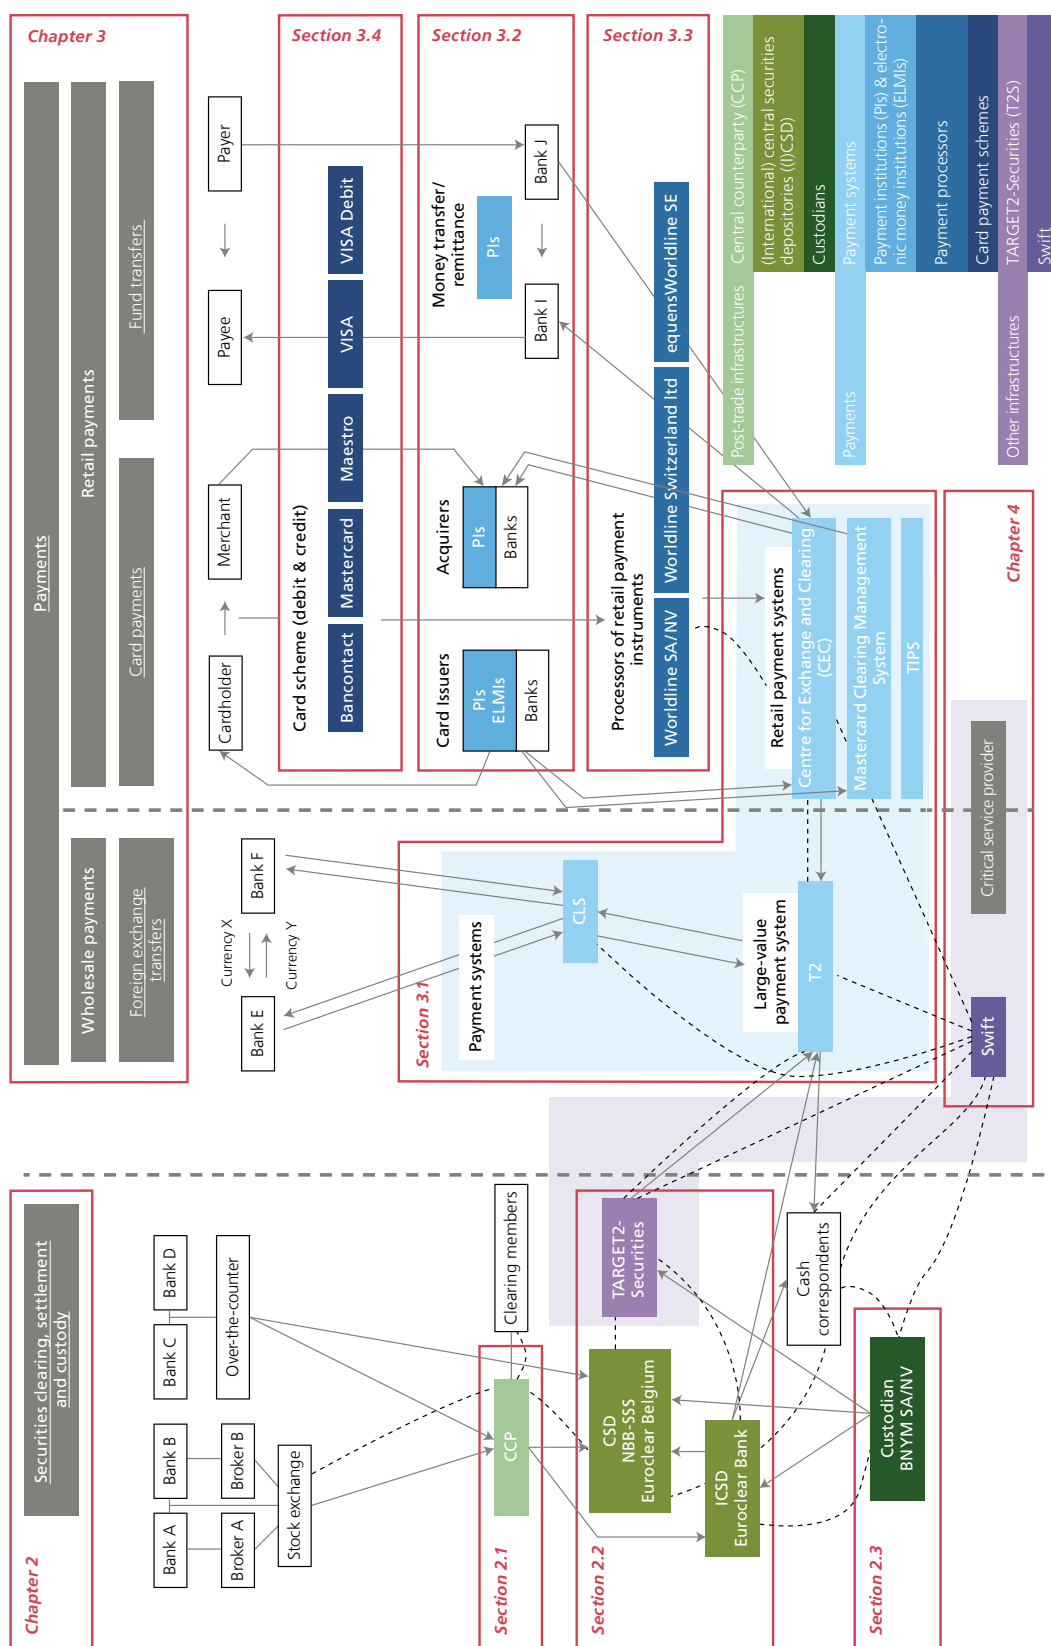 Chapter 2
Securities clearing, settlement
and custody
Bank A
Bank B
Bank C
Bank D
Broker A
Broker B
Over-the-counter
Stock exchange
Section 2.1
CCP
Clearing members
Section 2.2
CSD
NBB-SSS
Euroclear Belgium
TARGET2-
Securities
ICSD
Euroclear Bank
Cash
correspondents
Section 2.3
Custodian
BNYM SA/NV
Chapter 3
Payments
Wholesale payments
Retail payments
Foreign exchange
transfers
Card payments
Fund transfers
Bank E
Currency X
Currency Y
Bank F
Cardholder
Merchant
Payee
Payer
Section 3.4
Card scheme (debit & credit)
Bancontact
Mastercard
Maestro
VISA
VISA Debit
Section 3.2
Card Issuers
PIs
ELMIs
Banks
Acquirers
PIs
Banks
Money transfer/
remittance
PIs
Bank I
Bank J
Section 3.3
Processors of retail payment
instruments
Worldline SA/NV
Worldline Switzerland ltd
equensWorldline SE
Section 3.1
Payment systems
CLS
Large-value
payment system
T2
Retail payment systems
Centre for Exchange and Clearing
(CEC)
Mastercard Clearing Management
System
TIPS
Chapter 4
Swift
Critical service provider
Post-trade infrastructures
Central counterparty (CCP)
(International) central securities
depositories ((I)CSD)
Custodians
Payments
Payment systems
Payment institutions (PIs) & electro-
nic money institutions (ELMIs)
Payment processors
Card payment schemes
Other infrastructures
TARGET2-Securities (T2S)
Swift